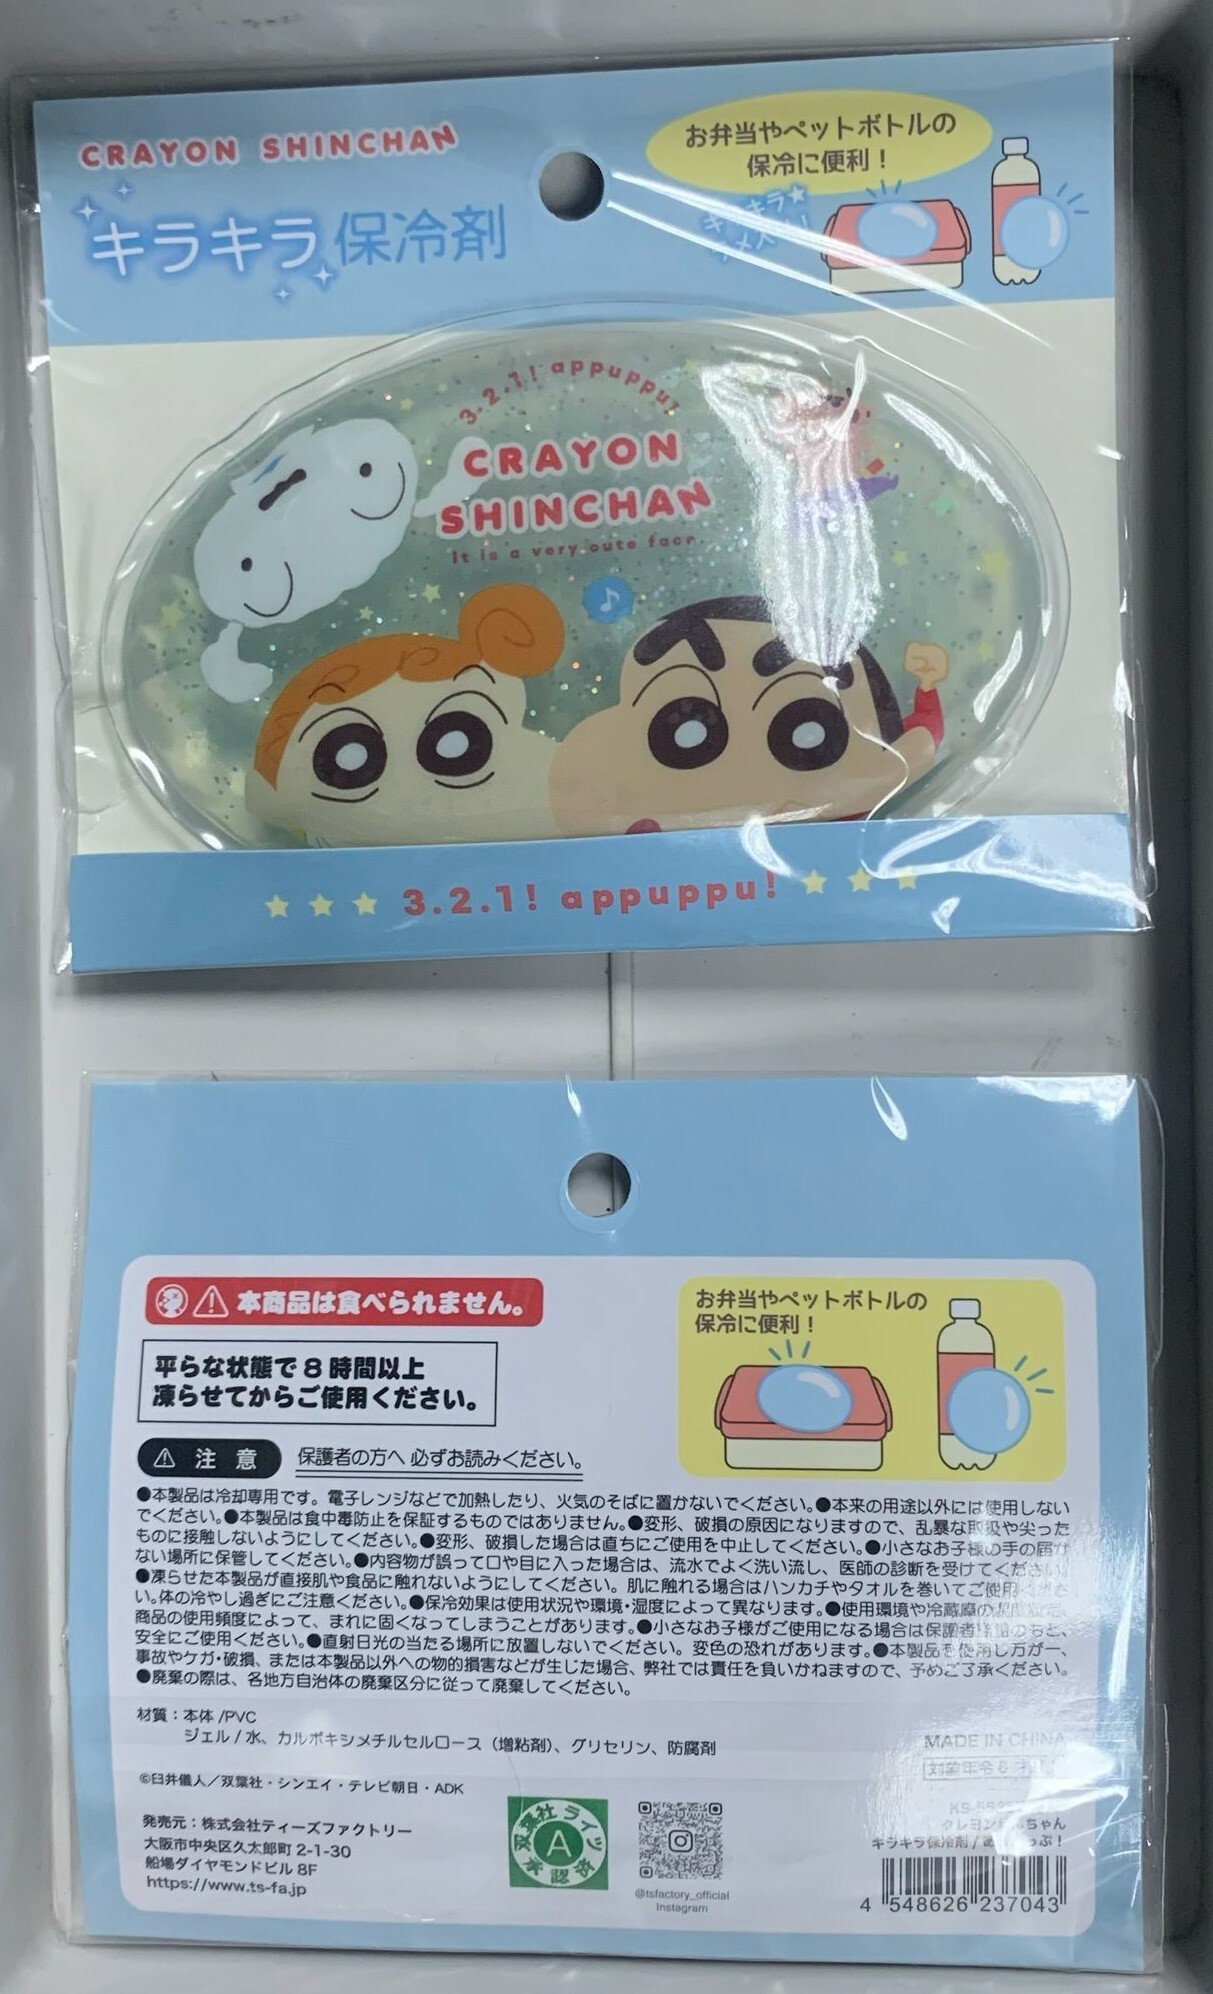 CRAYON SHINCHAN
キラキラ保冷剤
お弁当やペットボトルの
保冷に便利！
キラキラ★
3.2.1! appuppu!
CRAYON
SHINCHAN
It is a very cute face.
3.2.1! appuppu!
本商品は食べられません。
平らな状態で8時間以上
凍らせてからご使用ください。
お弁当やペットボトルの
保冷に便利！
注意 保護者の方へ 必ずお読みください。
●本製品は冷却専用です。電子レンジなどで加熱したり、火気のそばに置かないでください。●本来の用途以外には使用しない
でください。●本製品は食中毒防止を保証するものではありません。●変形、破損の原因になりますので、乱暴な取扱や尖った
ものに接触しないようにしてください。●変形、破損した場合は直ちにご使用を中止してください。●小さなお子様の手の届か
ない場所に保管してください。●内容物が誤って口や目に入った場合は、流水でよく洗い流し、医師の診断を受けてください。
●凍らせた本製品が直接肌や食品に触れないようにしてください。肌に触れる場合はハンカチやタオルを巻いてご使用
い。体の冷やし過ぎにご注意ください。●保冷効果は使用状況や環境・湿度によって異なります。●使用環境や冷蔵庫の
商品の使用頻度によって、まれに固くなってしまうことがあります。●小さなお子様がご使用になる場合は保護者
安全にご使用ください。●直射日光の当たる場所に放置しないでください。変色の恐れがあります。●本製品を使用し万が一、
事故やケガ・破損、または本製品以外への物的損害などが生じた場合、弊社では責任を負いかねますので、予めご了承ください。
●廃棄の際は、各地方自治体の廃棄区分に従って廃棄してください。
材質：本体/PVC
ジェル/水、カルボキシメチルセルロース（増粘剤）、グリセリン、防腐剤
MADE IN CHINA
対象年令6才
©臼井儀人／双葉社・シンエイ・テレビ朝日・ADK
発売元：株式会社ティーズファクトリー
大阪市中央区久太郎町2-1-30
船場ダイヤモンドビル8F
https://www.ts-fa.jp
双葉社ライツ
A
承認
@tsfactory_official
Instagram
ちゃん
キラキラ保冷剤/
4 548626 237043